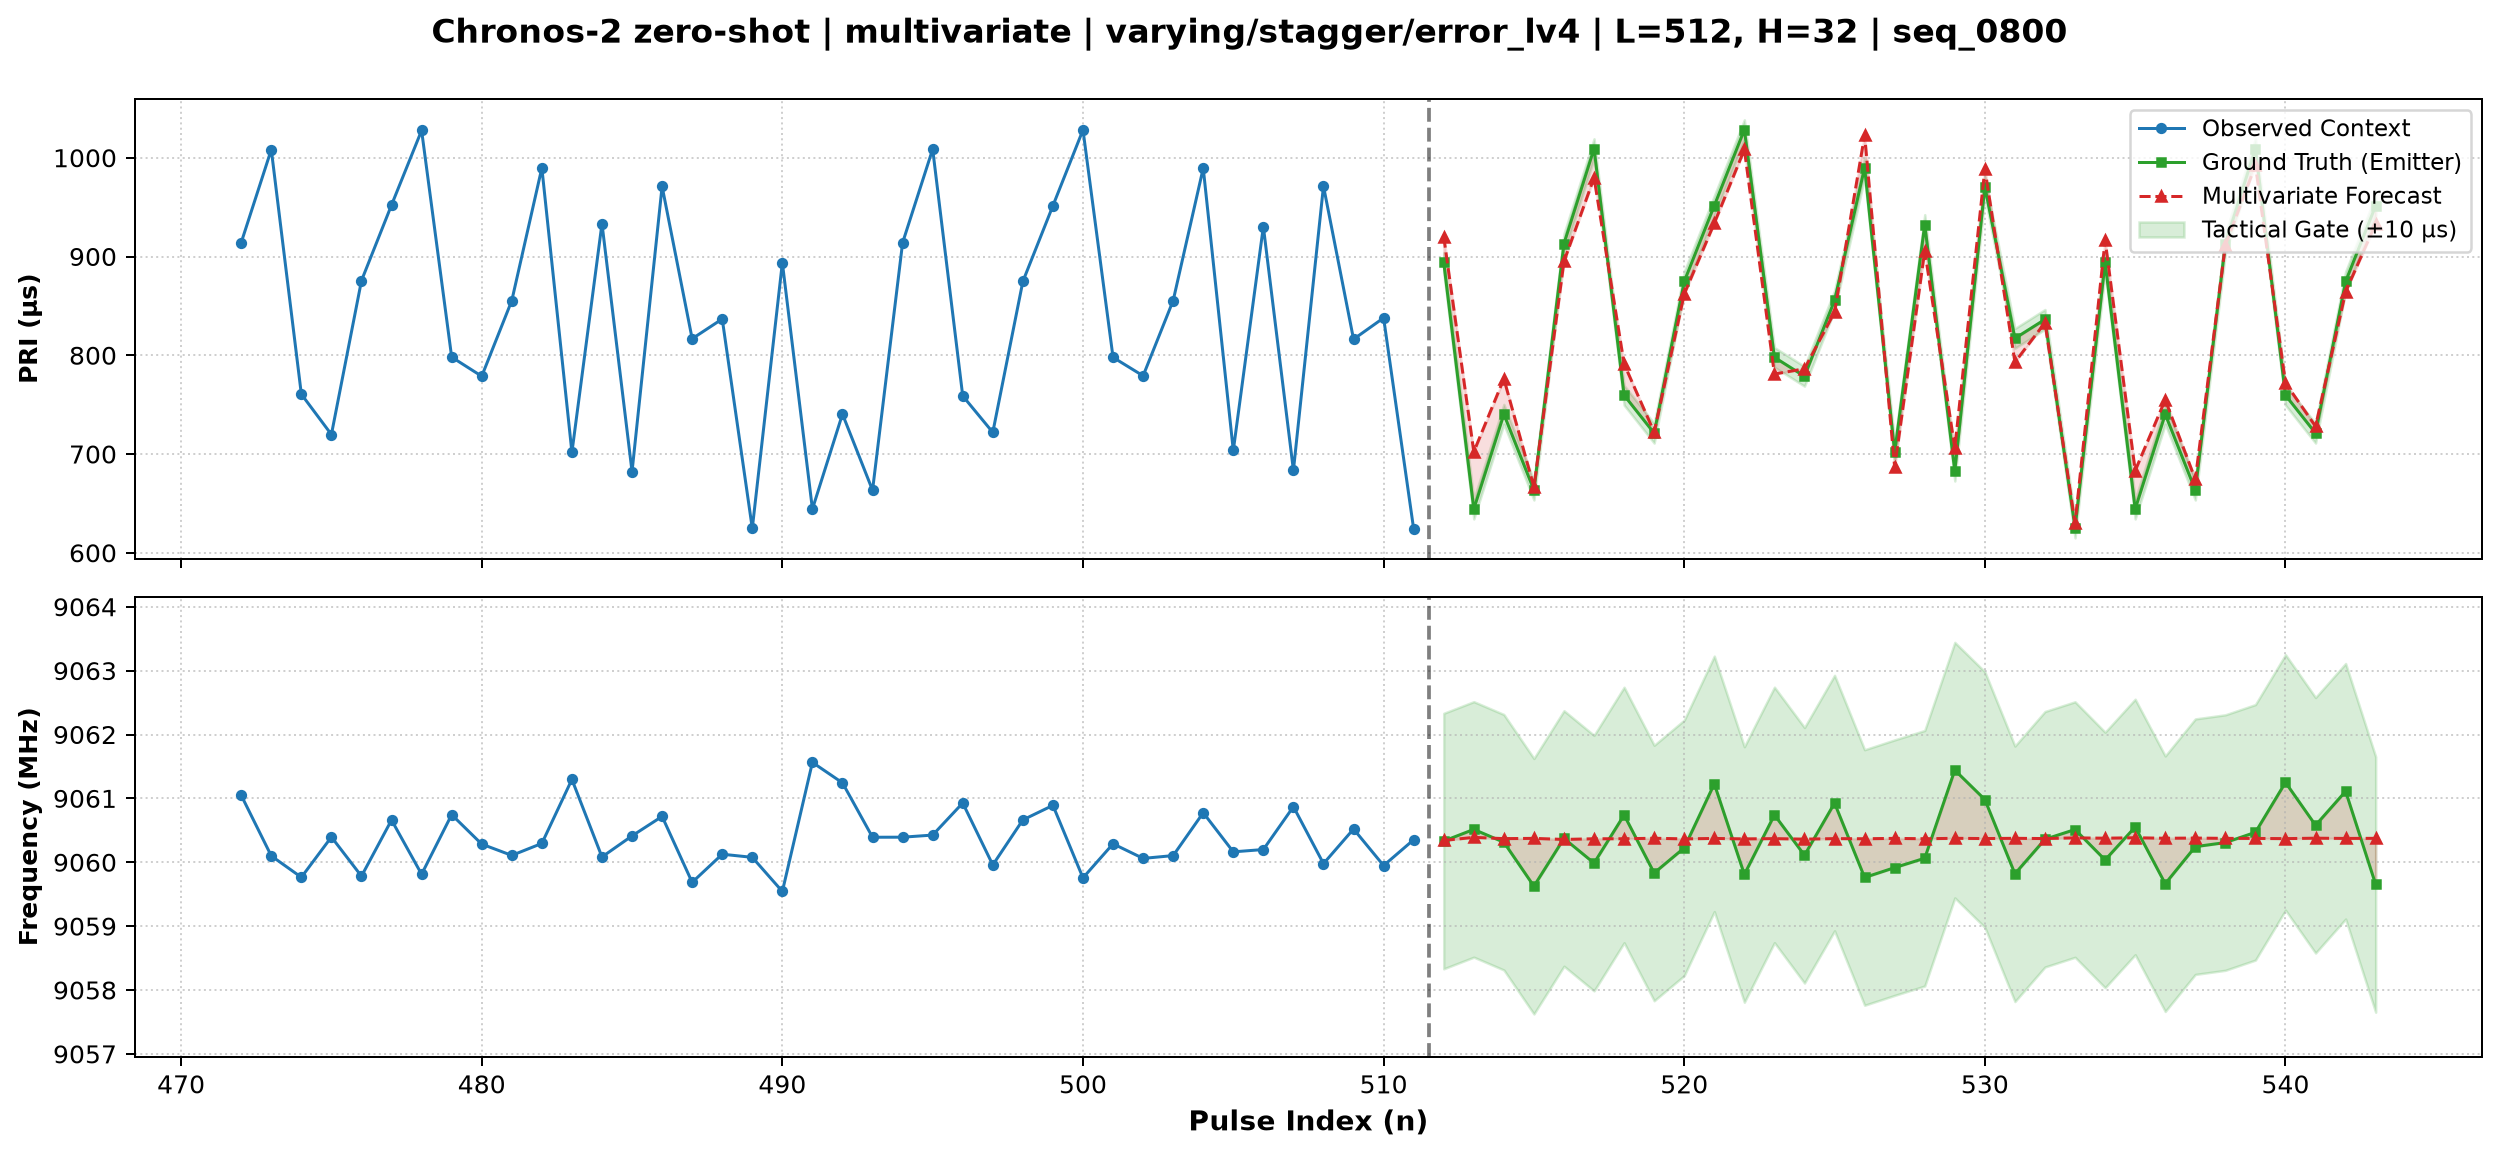 Chronos-2 zero-shot | multivariate | varying/stagger/error_lv4 | L=512, H=32 | seq_0800
PRI (µs)
1000
900
800
700
600
Observed Context
Ground Truth (Emitter)
Multivariate Forecast
Tactical Gate (±10 µs)
Frequency (MHz)
9064
9063
9062
9061
9060
9059
9058
9057
470 480 490 500 510 520 530 540
Pulse Index (n)